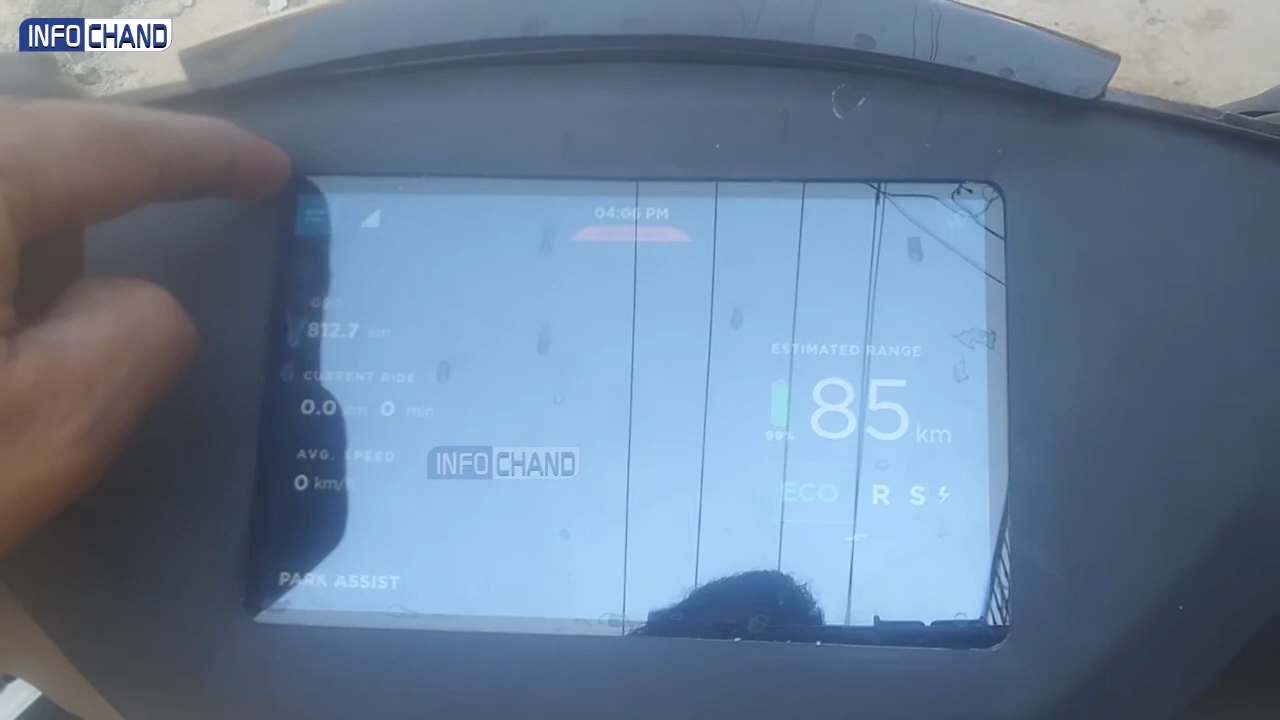 INFO CHAND
04:06 PM
ODO
812.7 km
CURRENT RIDE
0.0 km 0 min
AVG. SPEED
0 km/h
PARK ASSIST
ESTIMATED RANGE
99%
85 km
ECO R S
INFO CHAND